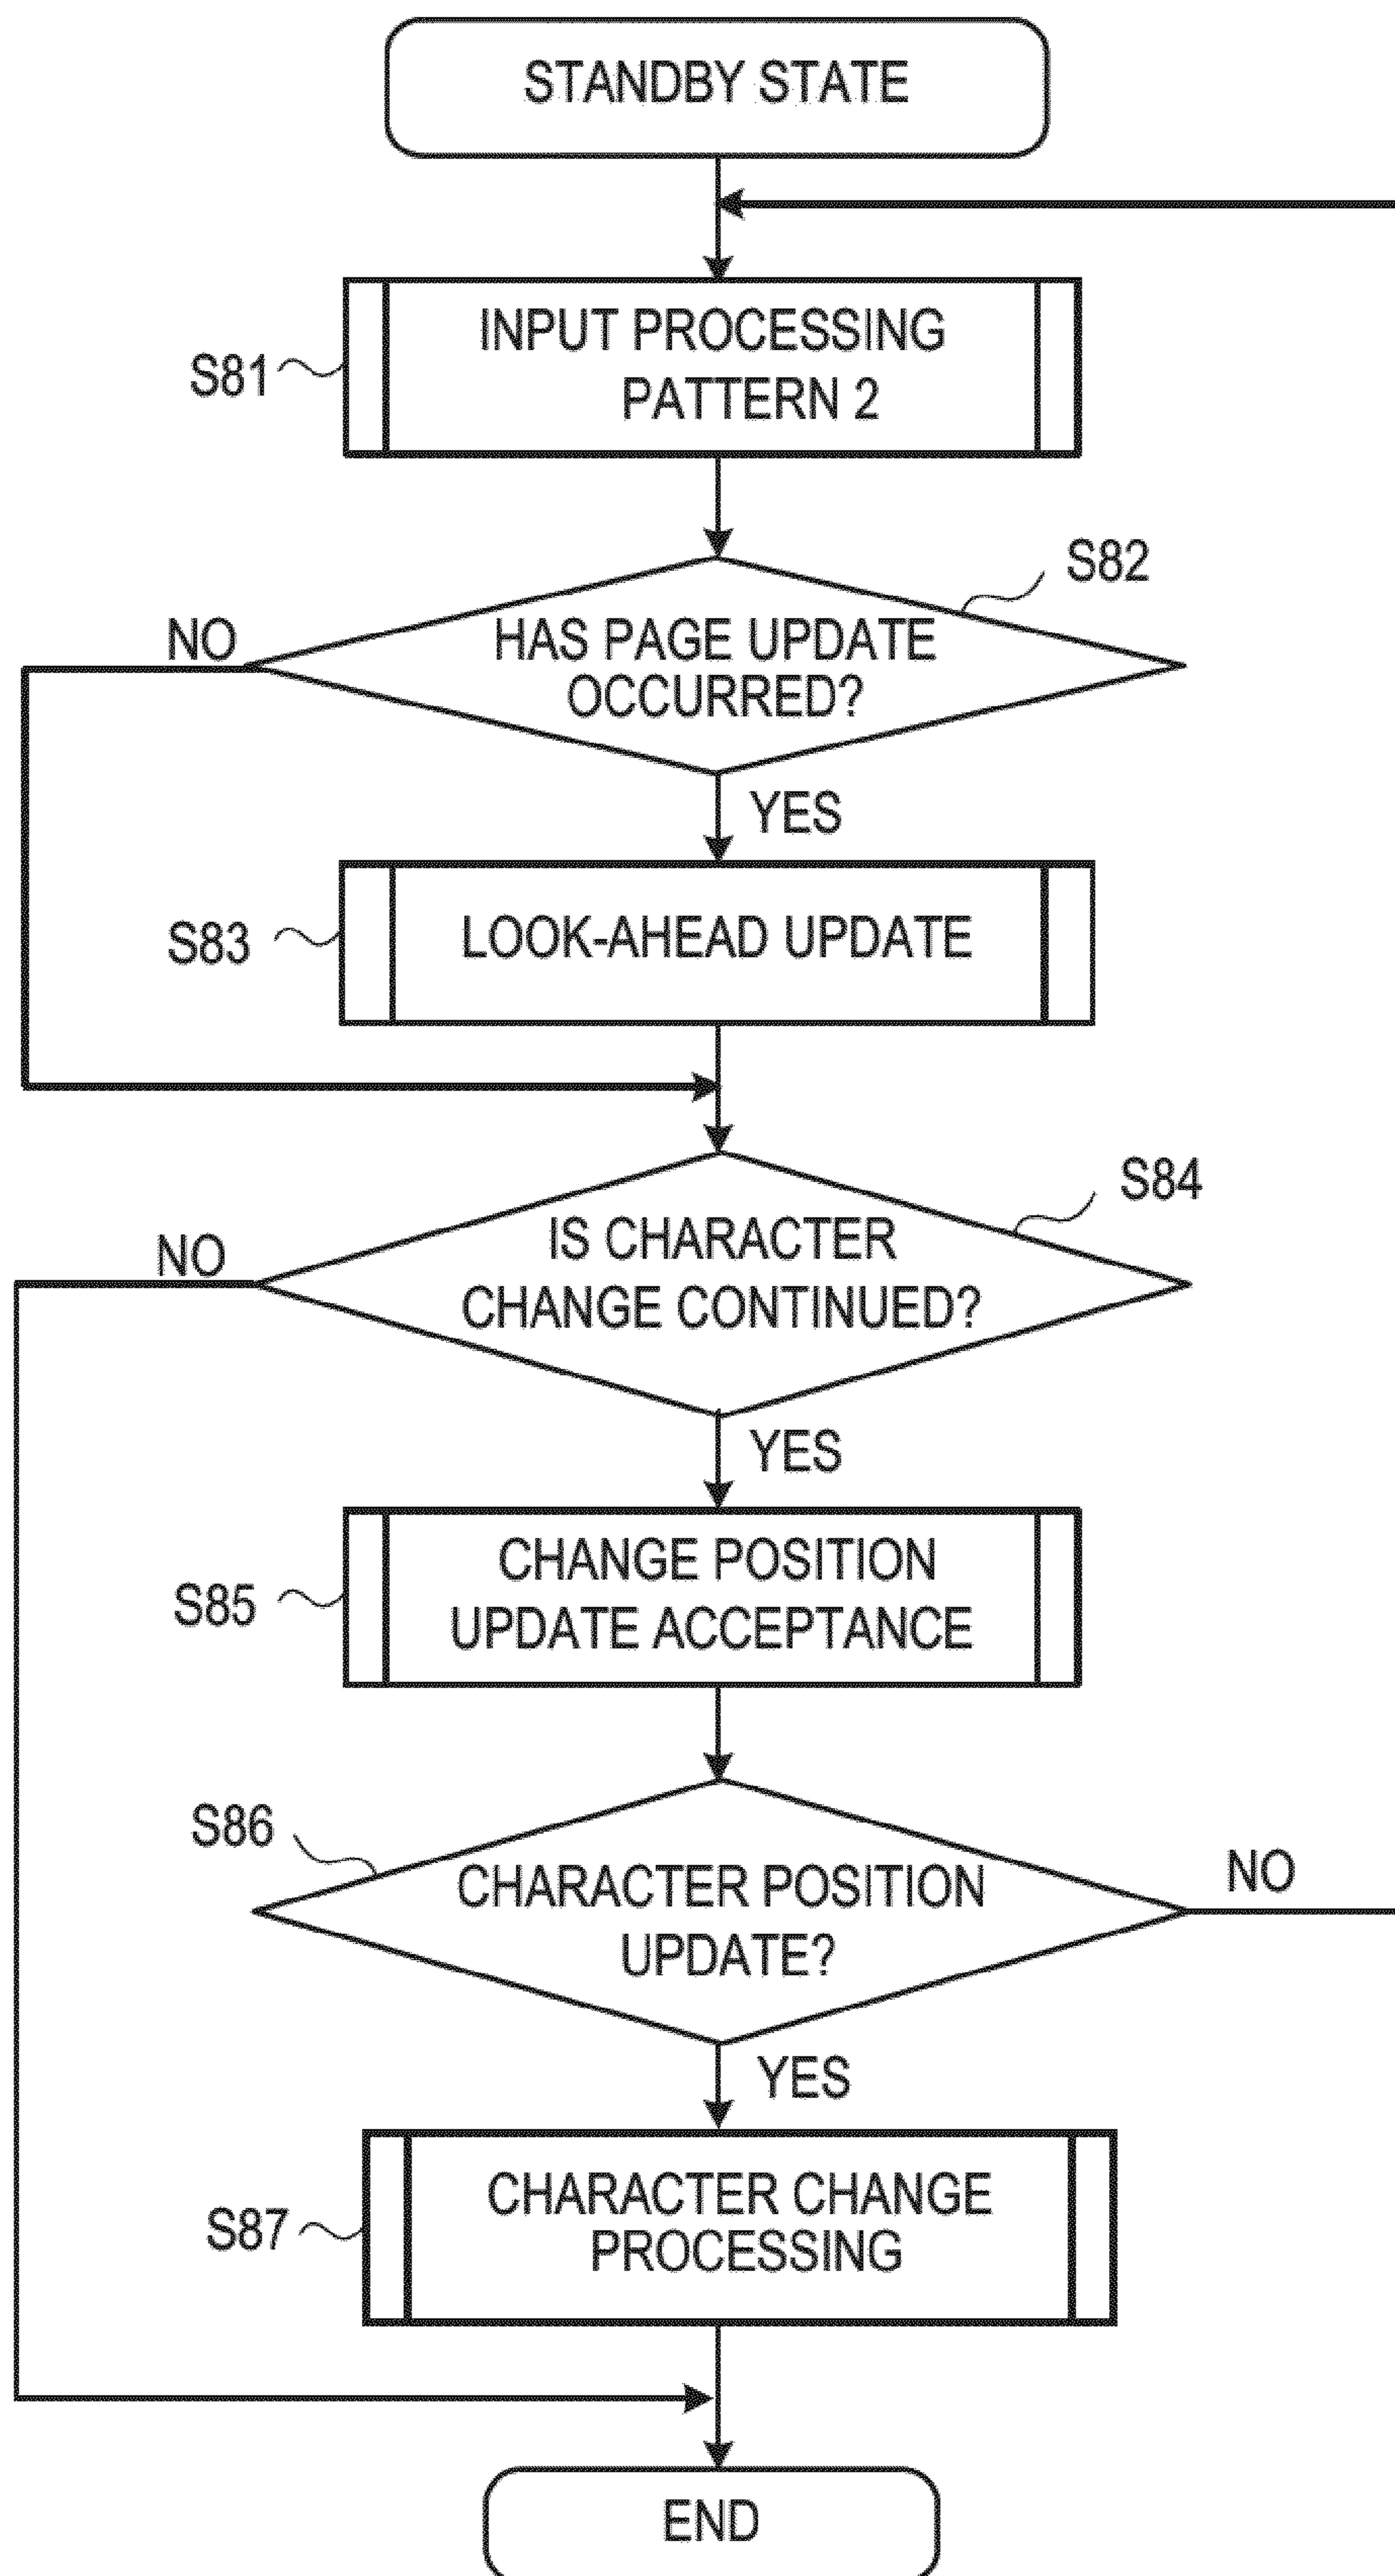 STANDBY STATE
INPUT PROCESSING
PATTERN 2
S81
S82
HAS PAGE UPDATE
OCCURRED?
NO
YES
S83
LOOK-AHEAD UPDATE
S84
IS CHARACTER
CHANGE CONTINUED?
NO
YES
S85
CHANGE POSITION
UPDATE ACCEPTANCE
S86
CHARACTER POSITION
UPDATE?
NO
YES
S87
CHARACTER CHANGE
PROCESSING
END